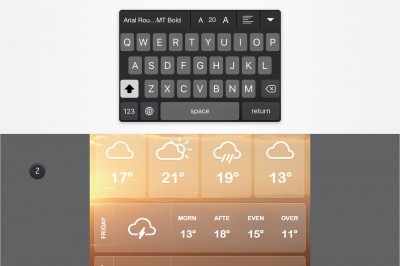 Arial Rou...MT Bold A 20 A
Q W E R T Y U I O P
A S D F G H J K L
Z X C V B N M
123 space return
2
17° 21° 19° 13°
FRIDAY
MORN AFTE EVEN OVER
13° 18° 15° 11°